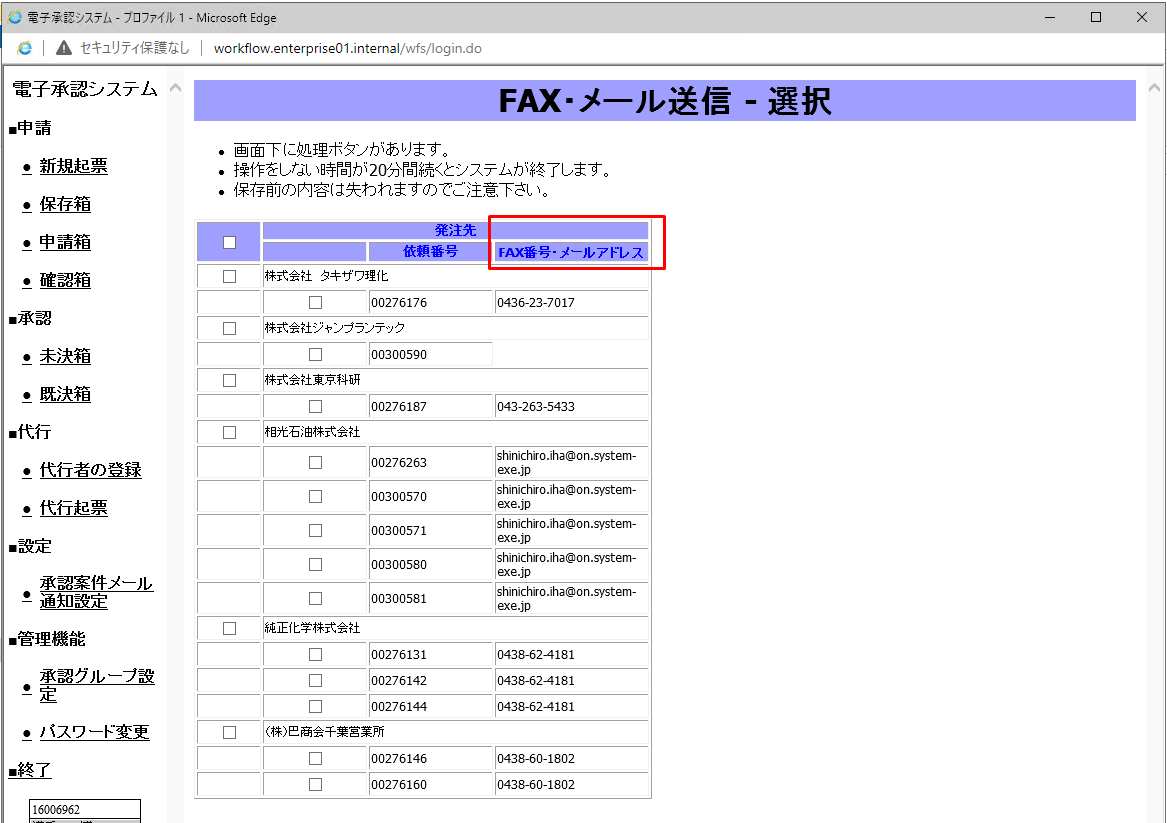 電子承認システム - プロファイル 1 - Microsoft Edge
セキュリティ保護なし
workflow.enterprise01.internal/wfs/login.do
電子承認システム
■申請
• 新規起票
• 保存箱
• 申請箱
• 確認箱
■承認
• 未決箱
• 既決箱
■代行
• 代行者の登録
• 代行起票
■設定
• 承認案件メール
通知設定
■管理機能
• 承認グループ設
定
• パスワード変更
■終了
16006962
FAX・メール送信 - 選択
• 画面下に処理ボタンがあります。
• 操作をしない時間が20分間続くとシステムが終了します。
• 保存前の内容は失われますのでご注意下さい。
発注先
依頼番号 FAX番号・メールアドレス
株式会社 タキザワ理化
00276176 0436-23-7017
株式会社ジャンプランテック
00300590
株式会社東京科研
00276187 043-263-5433
相光石油株式会社
00276263 shinichiro.iha@on.system-
exe.jp
00300570 shinichiro.iha@on.system-
exe.jp
00300571 shinichiro.iha@on.system-
exe.jp
00300580 shinichiro.iha@on.system-
exe.jp
00300581 shinichiro.iha@on.system-
exe.jp
純正化学株式会社
00276131 0438-62-4181
00276142 0438-62-4181
00276144 0438-62-4181
(株)巴商会千葉営業所
00276146 0438-60-1802
00276160 0438-60-1802